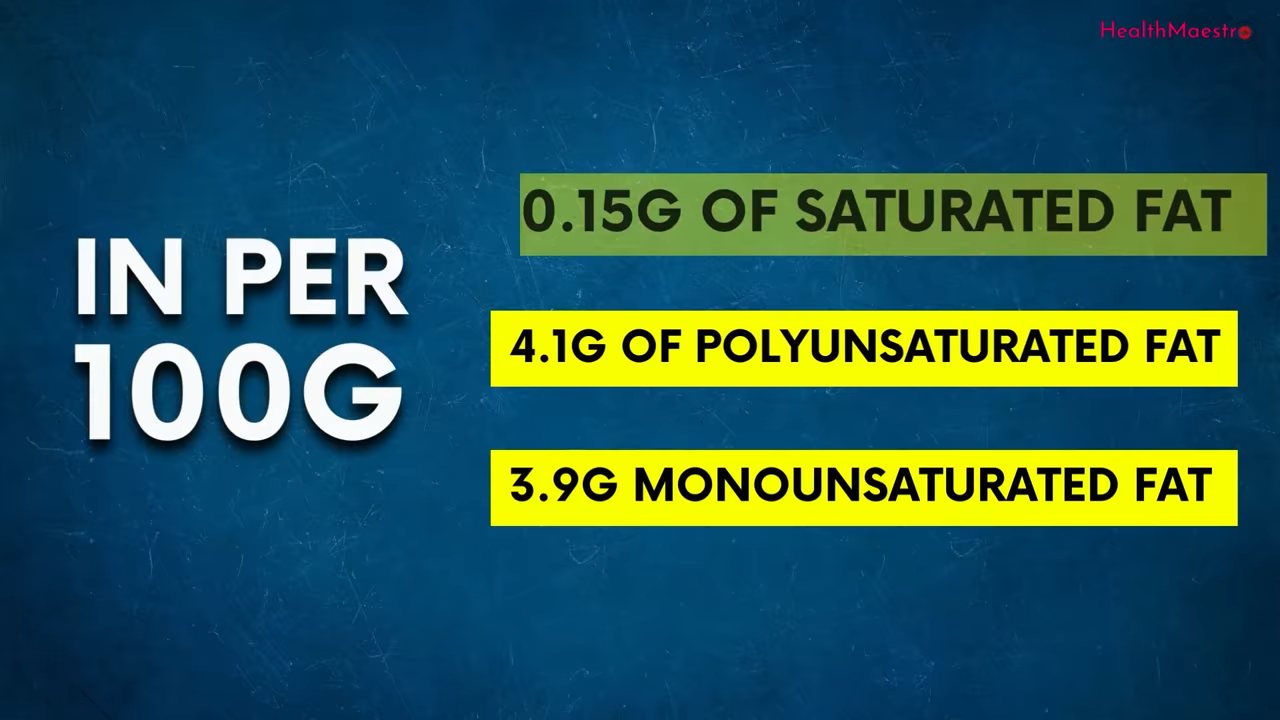 HealthMaestro
IN PER
100G
0.15G OF SATURATED FAT
4.1G OF POLYUNSATURATED FAT
3.9G MONOUNSATURATED FAT